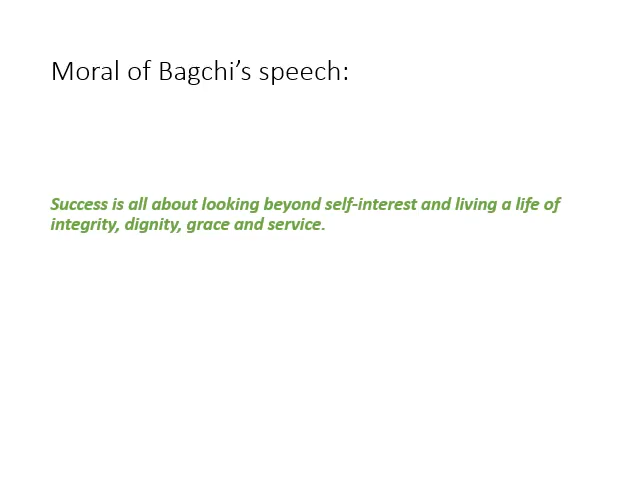 Moral of Bagchi’s speech:
Success is all about looking beyond self-interest and living a life of
integrity, dignity, grace and service.